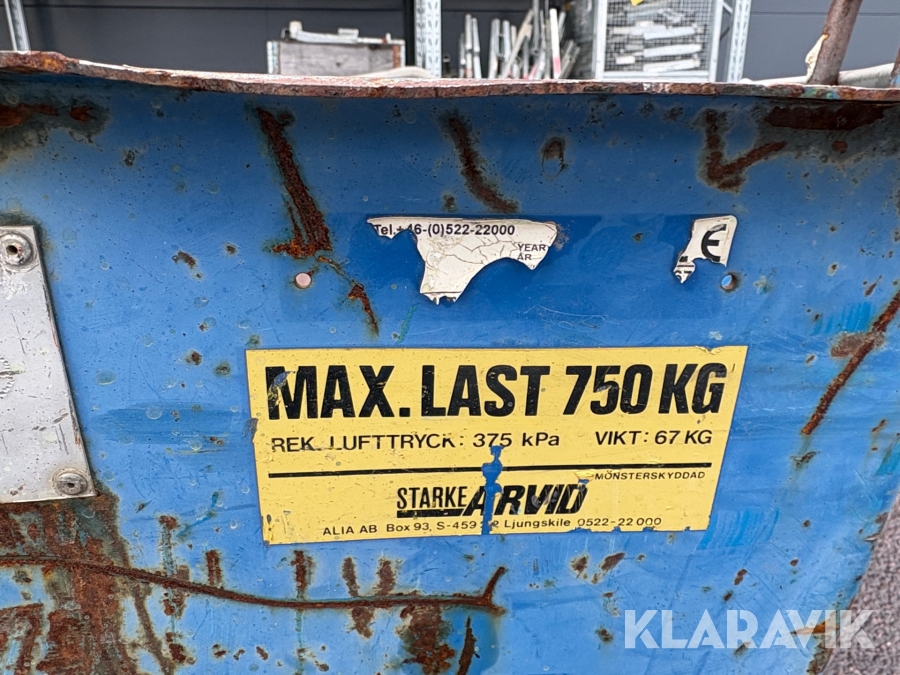 Tel.+46-(0)522-22000
YEAR
ÅR
E
MAX. LAST 750 KG
REK. LUFTTRYCK: 375 kPa VIKT: 67 KG
MÖNSTERSKYDDAD
STARKE ARVID
ALIA AB Box 93, S-459 Ljungskile 0522-22 000
KLARAVIK